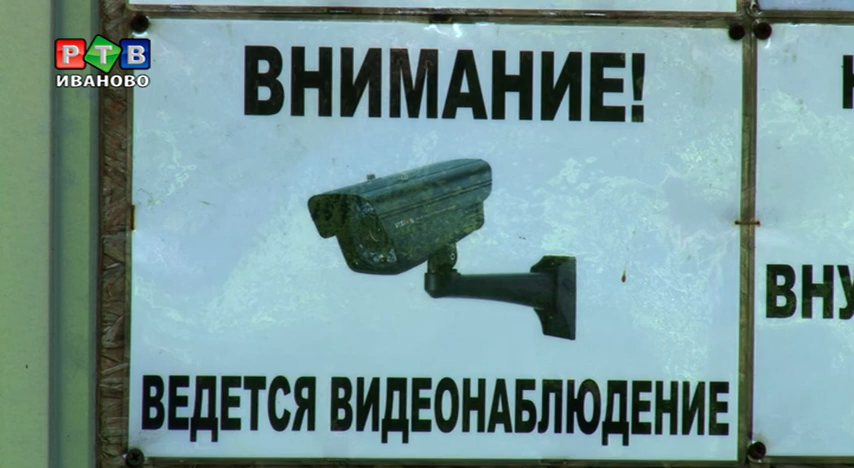 РТВ
ИВАНОВО
ВНИМАНИЕ!
ВЕДЕТСЯ ВИДЕОНАБЛЮДЕНИЕ
ВНУ